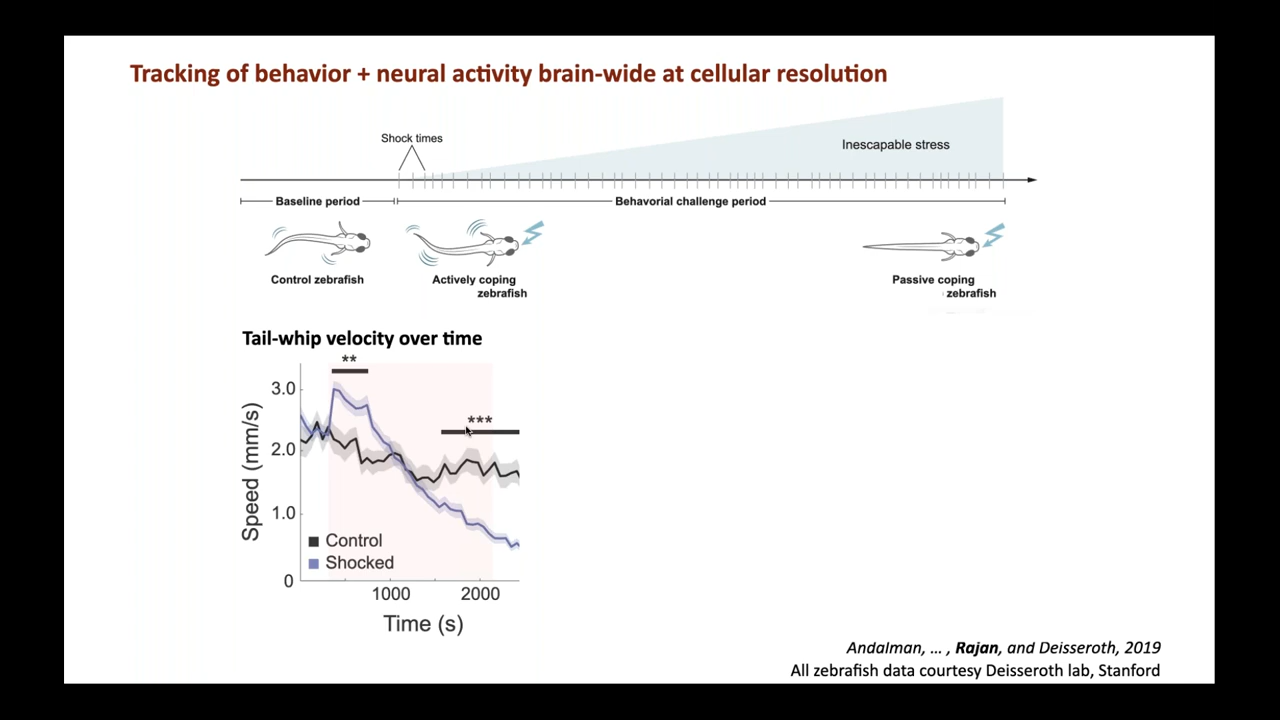 Tracking of behavior + neural activity brain-wide at cellular resolution
Shock times
Inescapable stress
Baseline period
Behavorial challenge period
Control zebrafish
Actively coping
zebrafish
Passive coping
zebrafish
Tail-whip velocity over time
**
***
3.0
2.0
1.0
0
Speed (mm/s)
Control
Shocked
1000 2000
Time (s)
Andalman, ... , Rajan, and Deisseroth, 2019
All zebrafish data courtesy Deisseroth lab, Stanford